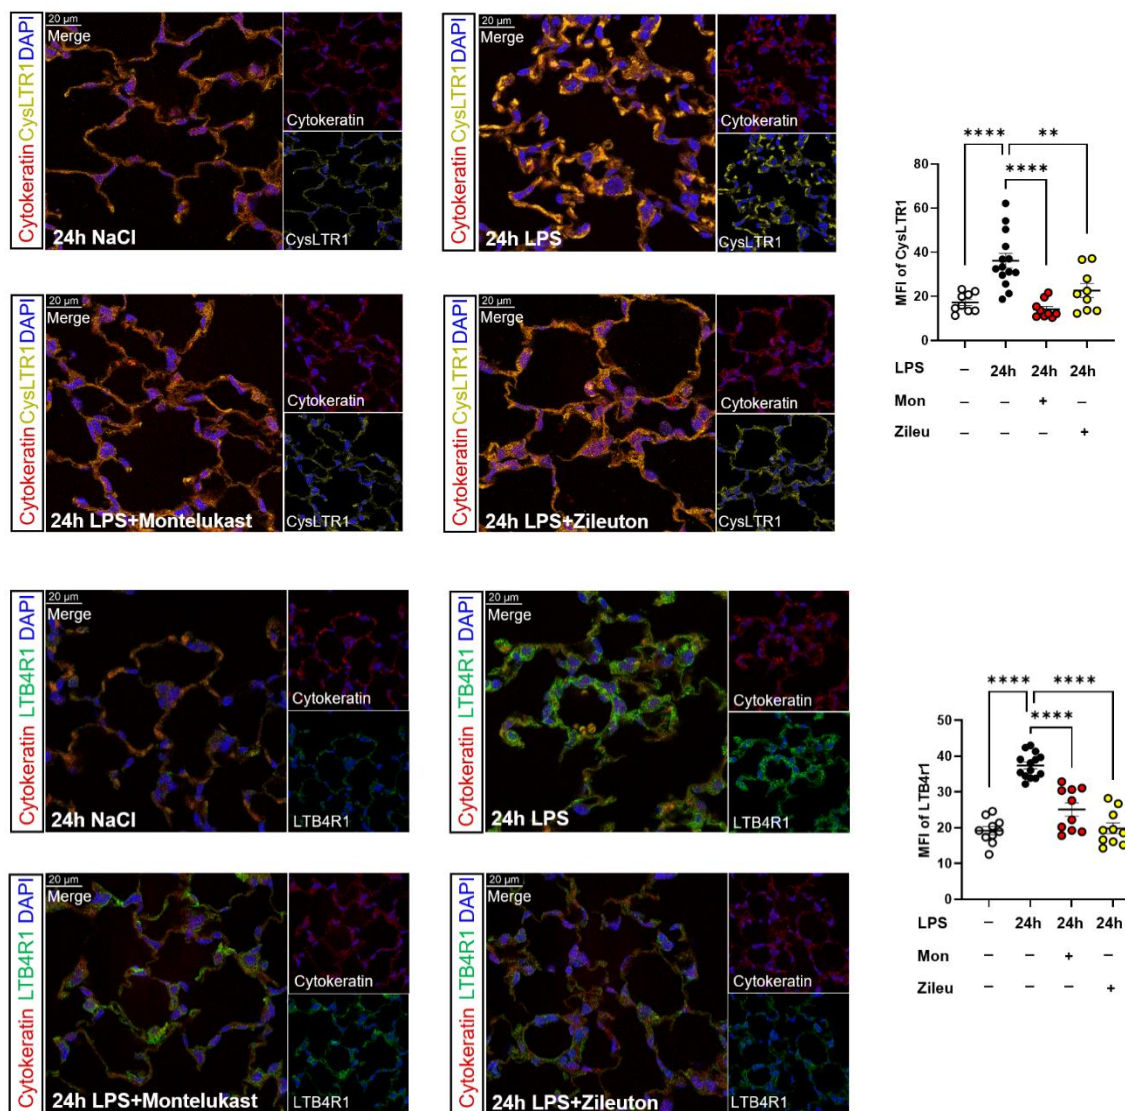 Cytokeratin CysLTR1 DAPI
20 µm
Merge
24h NaCl
Cytokeratin
CysLTR1
Cytokeratin CysLTR1 DAPI
20 µm
Merge
24h LPS
Cytokeratin
CysLTR1
Cytokeratin CysLTR1 DAPI
20 µm
Merge
24h LPS+Montelukast
Cytokeratin
CysLTR1
Cytokeratin CysLTR1 DAPI
20 µm
Merge
24h LPS+Zileuton
Cytokeratin
CysLTR1
**** **
****
MFI of CysLTR1
80
60
40
20
0
LPS – 24h 24h 24h
Mon – – + –
Zileu – – – +
Cytokeratin LTB4R1 DAPI
20 µm
Merge
24h NaCl
Cytokeratin
LTB4R1
Cytokeratin LTB4R1 DAPI
20 µm
Merge
24h LPS
Cytokeratin
LTB4R1
Cytokeratin LTB4R1 DAPI
20 µm
Merge
24h LPS+Montelukast
Cytokeratin
LTB4R1
Cytokeratin LTB4R1 DAPI
20 µm
Merge
24h LPS+Zileuton
Cytokeratin
LTB4R1
**** ****
****
MFI of LTB4r1
50
40
30
20
10
0
LPS – 24h 24h 24h
Mon – – + –
Zileu – – – +